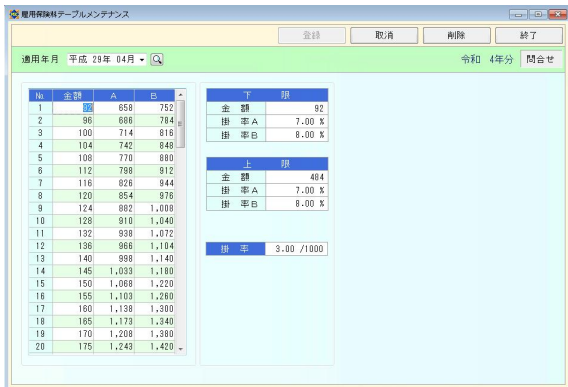 雇用保険料テーブルメンテナンス
登録 取消 削除 終了
適用年月 平成 29年 04月 令和 4年分 問合せ
№ 金額 A B
1 92 658 752
2 96 686 784
3 100 714 816
4 104 742 848
5 108 770 880
6 112 798 912
7 116 826 944
8 120 854 976
9 124 882 1,008
10 128 910 1,040
11 132 938 1,072
12 136 966 1,104
13 140 998 1,140
14 145 1,033 1,180
15 150 1,068 1,220
16 155 1,103 1,260
17 160 1,138 1,300
18 165 1,173 1,340
19 170 1,208 1,380
20 175 1,243 1,420
下 限
金 額 92
掛 率A 7.00 %
掛 率B 8.00 %
上 限
金 額 484
掛 率A 7.00 %
掛 率B 8.00 %
掛 率 3.00 /1000